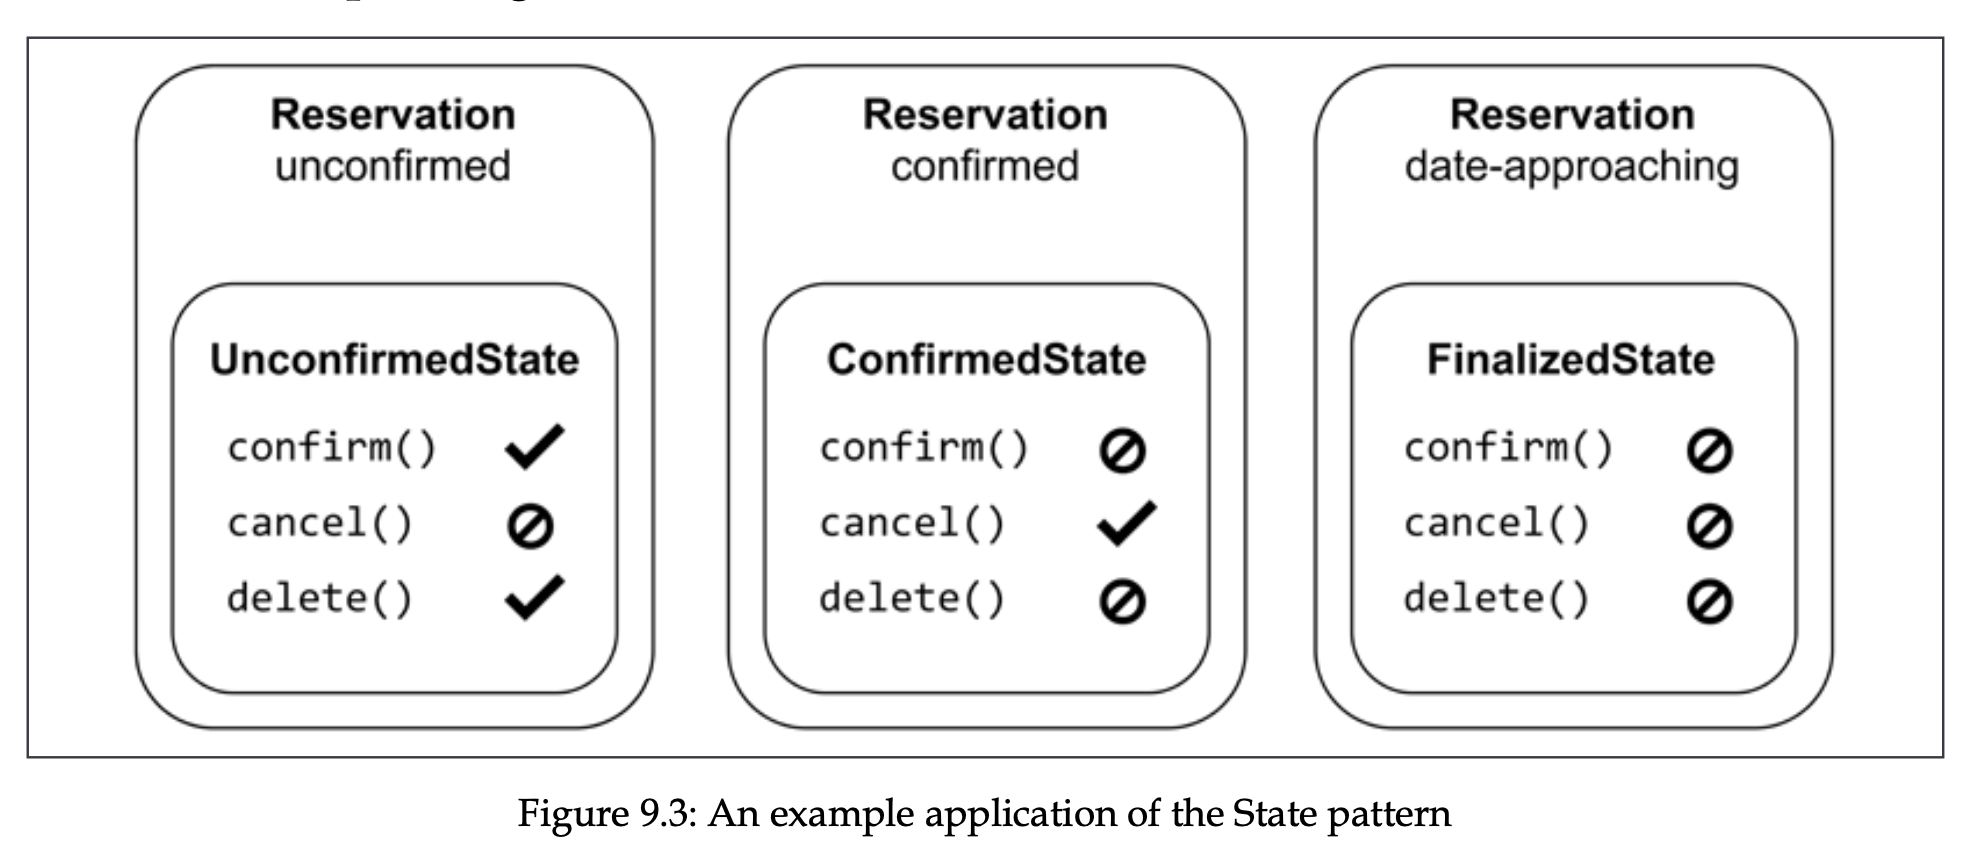 Reservation
unconfirmed
UnconfirmedState
confirm()
cancel()
delete()
Reservation
confirmed
ConfirmedState
confirm()
cancel()
delete()
Reservation
date-approaching
FinalizedState
confirm()
cancel()
delete()
Figure 9.3: An example application of the State pattern